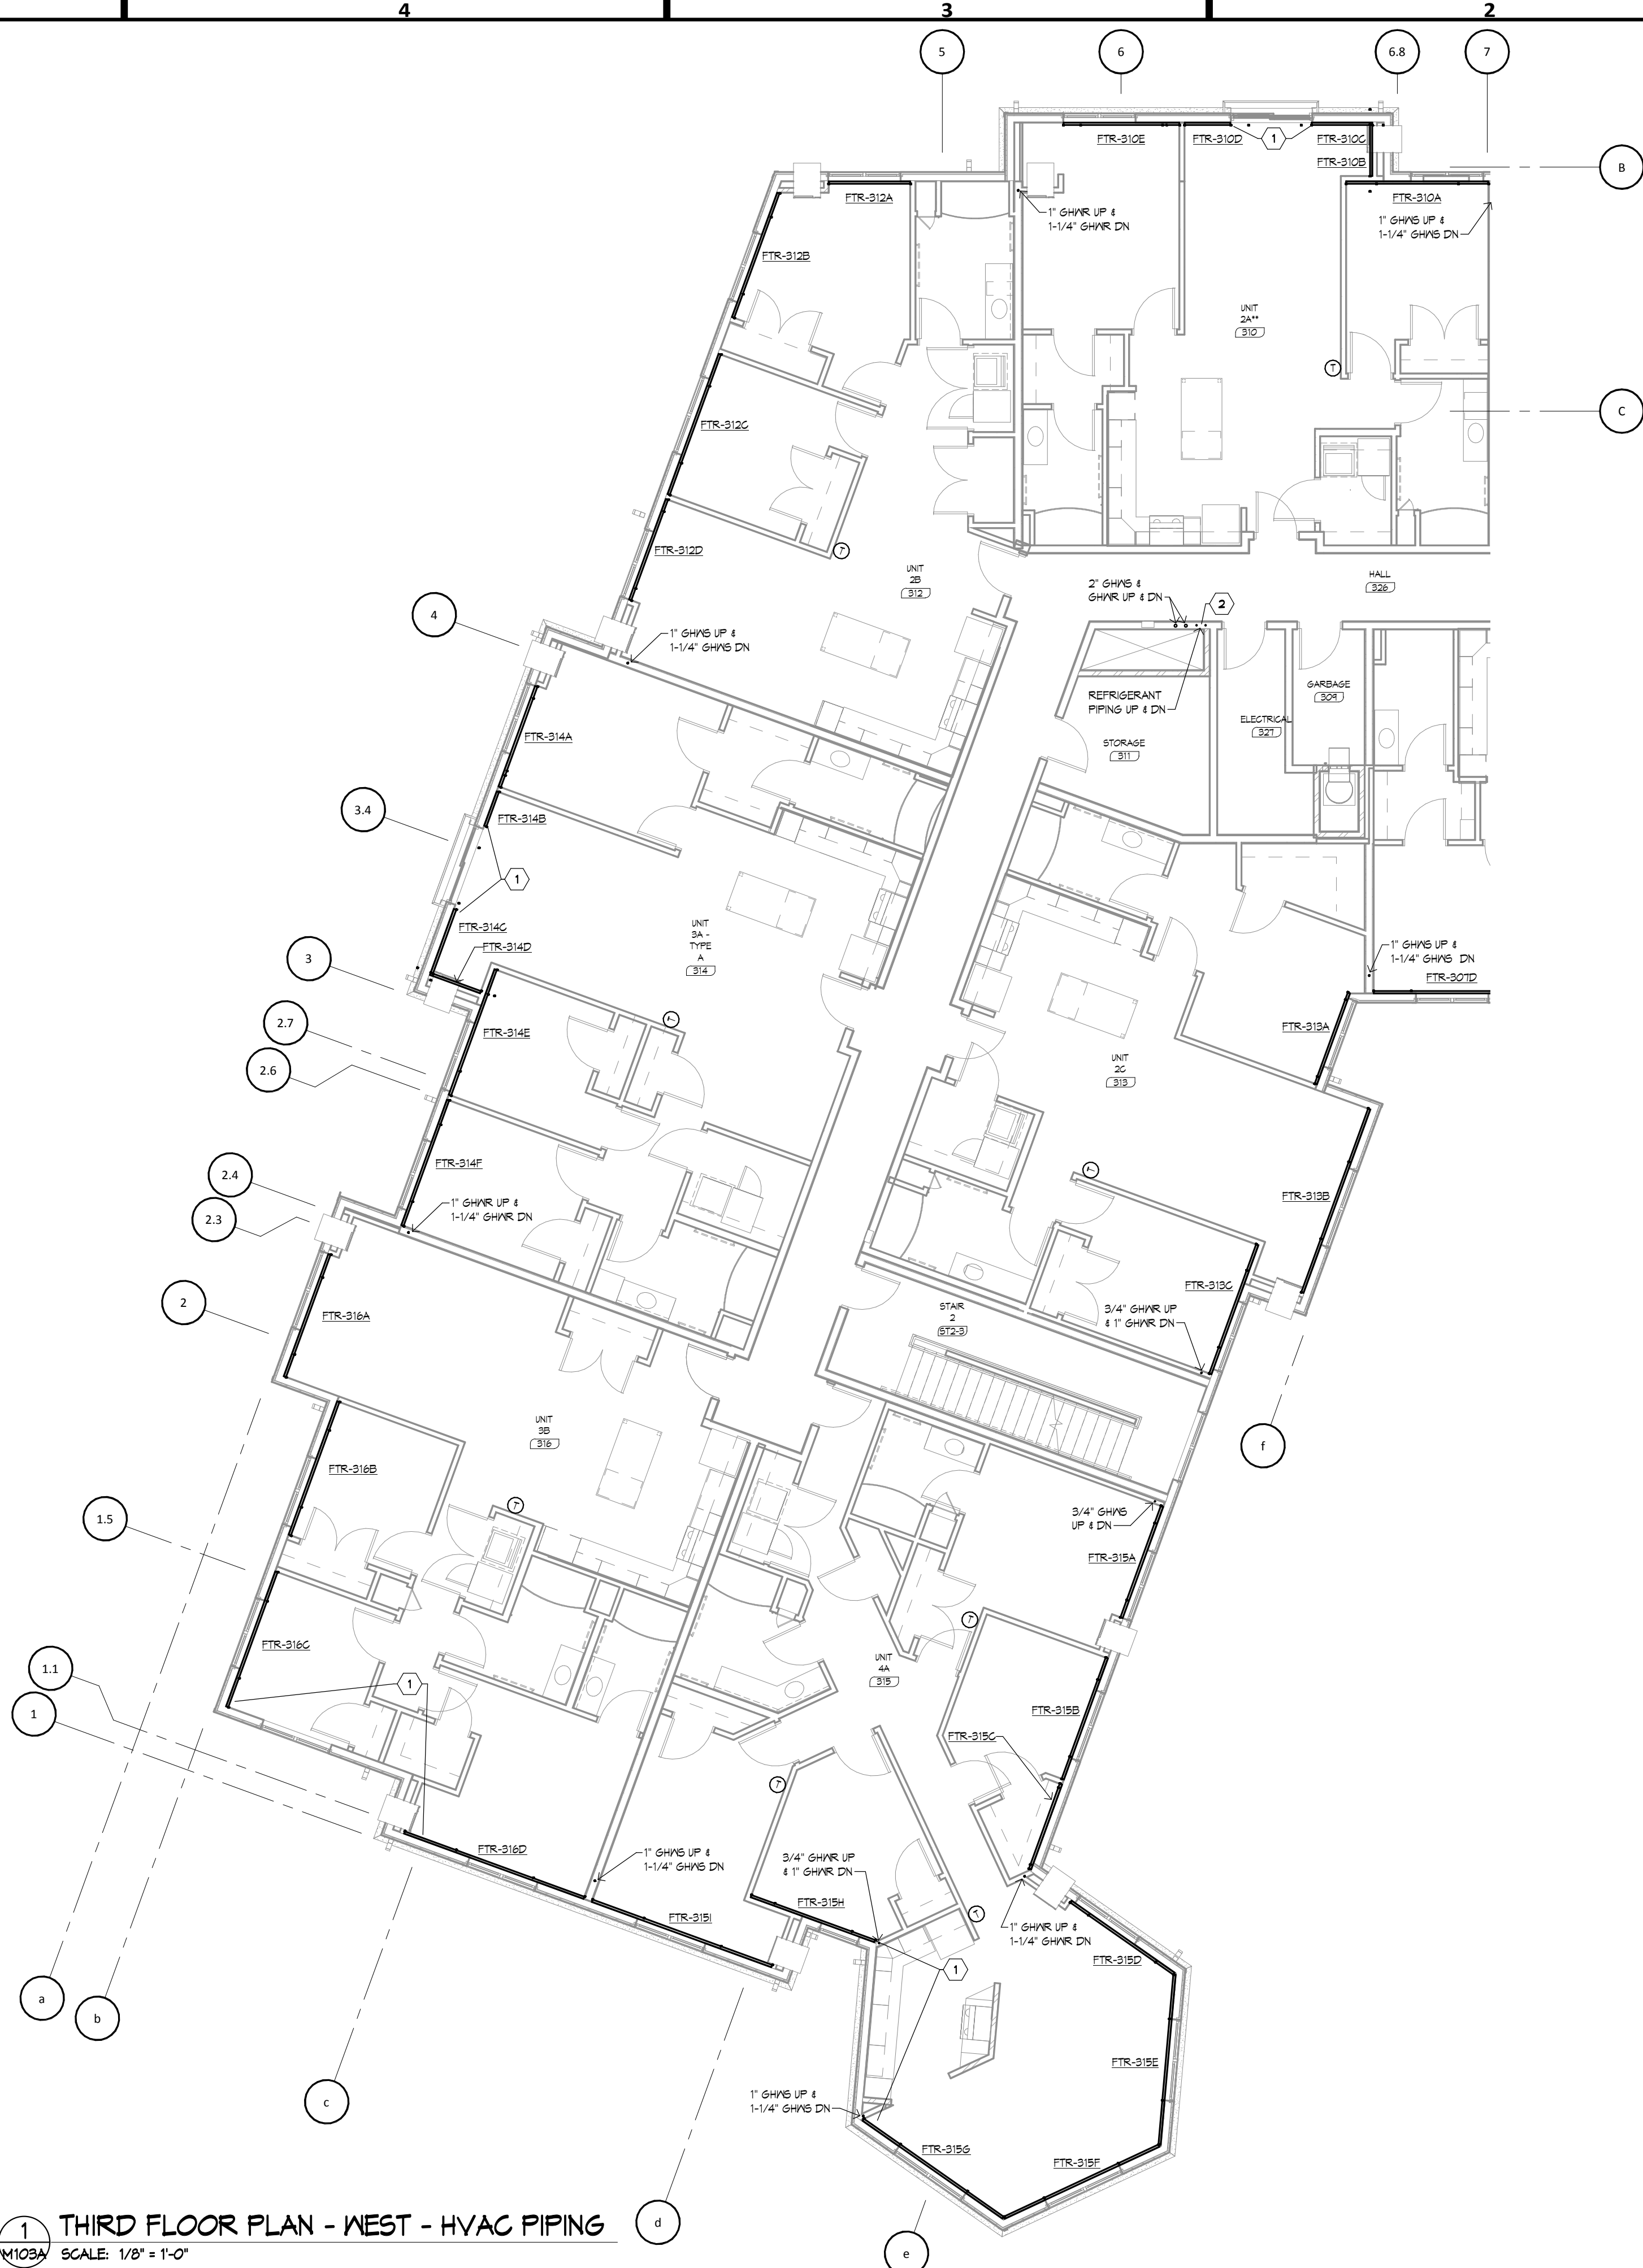 4
3
2
5
6
6.8
7
FTR-310E
FTR-310D
1
FTR-310C
FTR-310B
B
FTR-312A
FTR-310A
1" GHWR UP &
1-1/4" GHWR DN
1" GHWS UP &
1-1/4" GHWS DN
FTR-312B
UNIT
2A**
310
T
FTR-312C
C
T
FTR-312D
UNIT
2B
312
HALL
326
2" GHWS &
GHWR UP & DN
2
4
1" GHWS UP &
1-1/4" GHWS DN
REFRIGERANT
PIPING UP & DN
GARBAGE
309
ELECTRICAL
327
STORAGE
311
FTR-314A
3.4
FTR-314B
1
FTR-314C
FTR-314D
UNIT
3A -
TYPE
A
314
3
1" GHWS UP &
1-1/4" GHWS DN
FTR-307D
2.7
FTR-314E
T
FTR-313A
2.6
UNIT
2C
313
2.4
FTR-314F
T
FTR-313B
2.3
1" GHWR UP &
1-1/4" GHWR DN
2
FTR-316A
FTR-313C
STAIR
2
ST2-3
3/4" GHWR UP
& 1" GHWR DN
UNIT
3B
316
f
FTR-316B
1.5
T
3/4" GHWS
UP & DN
FTR-315A
FTR-316C
T
1.1
1
1
UNIT
4A
315
FTR-315B
FTR-315C
T
FTR-316D
1" GHWS UP &
1-1/4" GHWS DN
3/4" GHWR UP
& 1" GHWR DN
FTR-315H
FTR-315I
T
1" GHWR UP &
1-1/4" GHWR DN
FTR-315D
1
a
b
FTR-315E
c
1" GHWS UP &
1-1/4" GHWS DN
FTR-315G
FTR-315F
d
e
1
M103A
THIRD FLOOR PLAN - WEST - HVAC PIPING
SCALE: 1/8" = 1'-0"